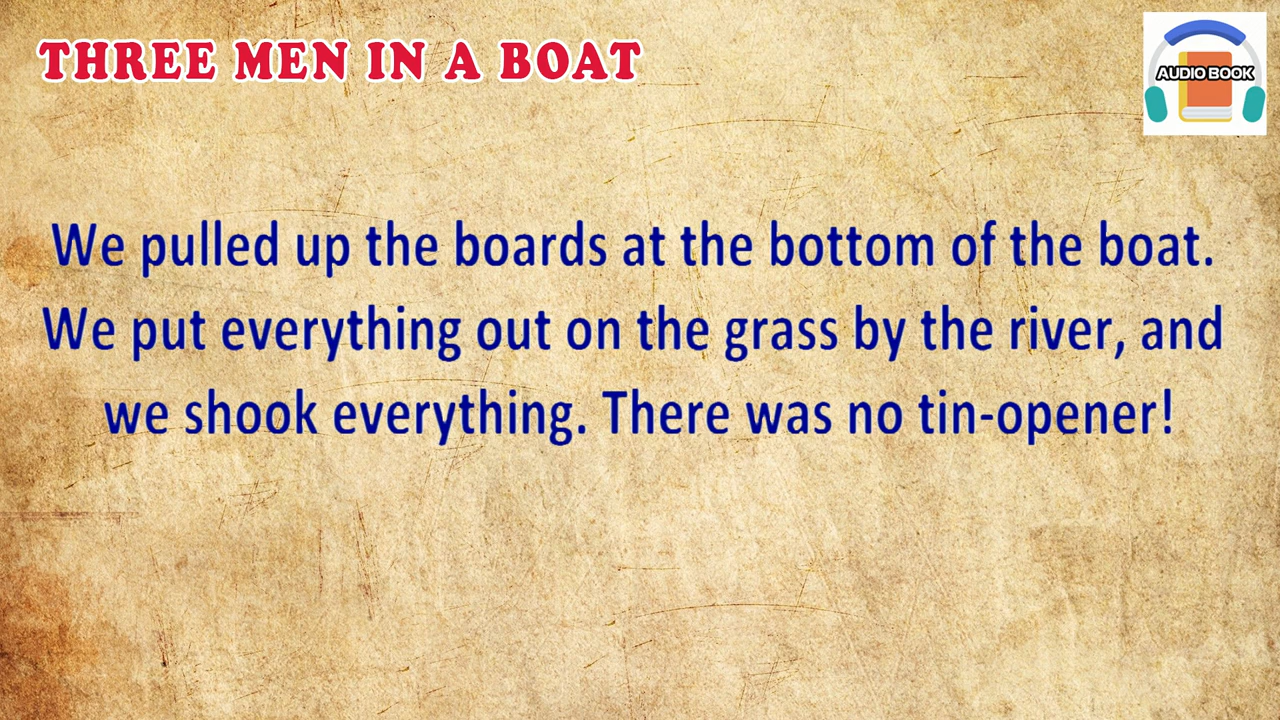 THREE MEN IN A BOAT
AUDIO BOOK
We pulled up the boards at the bottom of the boat.
We put everything out on the grass by the river, and
we shook everything. There was no tin-opener!